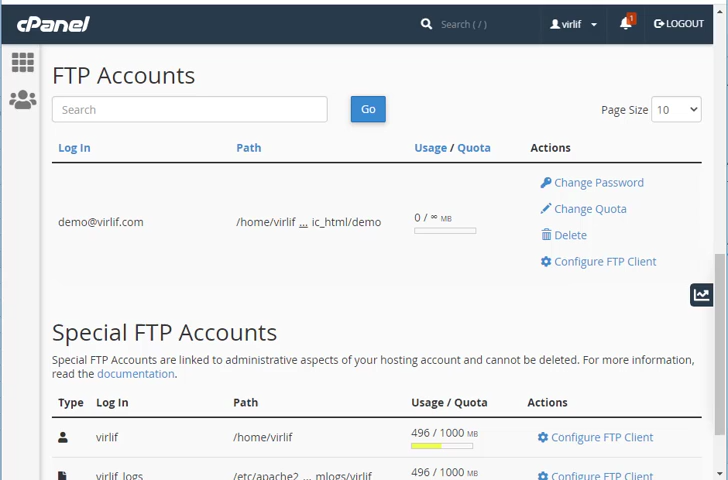 cPanel Search ( / ) virlif 1 LOGOUT
FTP Accounts
Search Go Page Size 10
Log In Path Usage / Quota Actions
Change Password
Change Quota
demo@virlif.com /home/virlif ... ic_html/demo 0 / ∞ MB
Delete
Configure FTP Client
Special FTP Accounts
Special FTP Accounts are linked to administrative aspects of your hosting account and cannot be deleted. For more information,
read the documentation.
Type Log In Path Usage / Quota Actions
virlif /home/virlif 496 / 1000 MB Configure FTP Client
virlif_logs /etc/apache2 ... mlogs/virlif 496 / 1000 MB Configure FTP Client